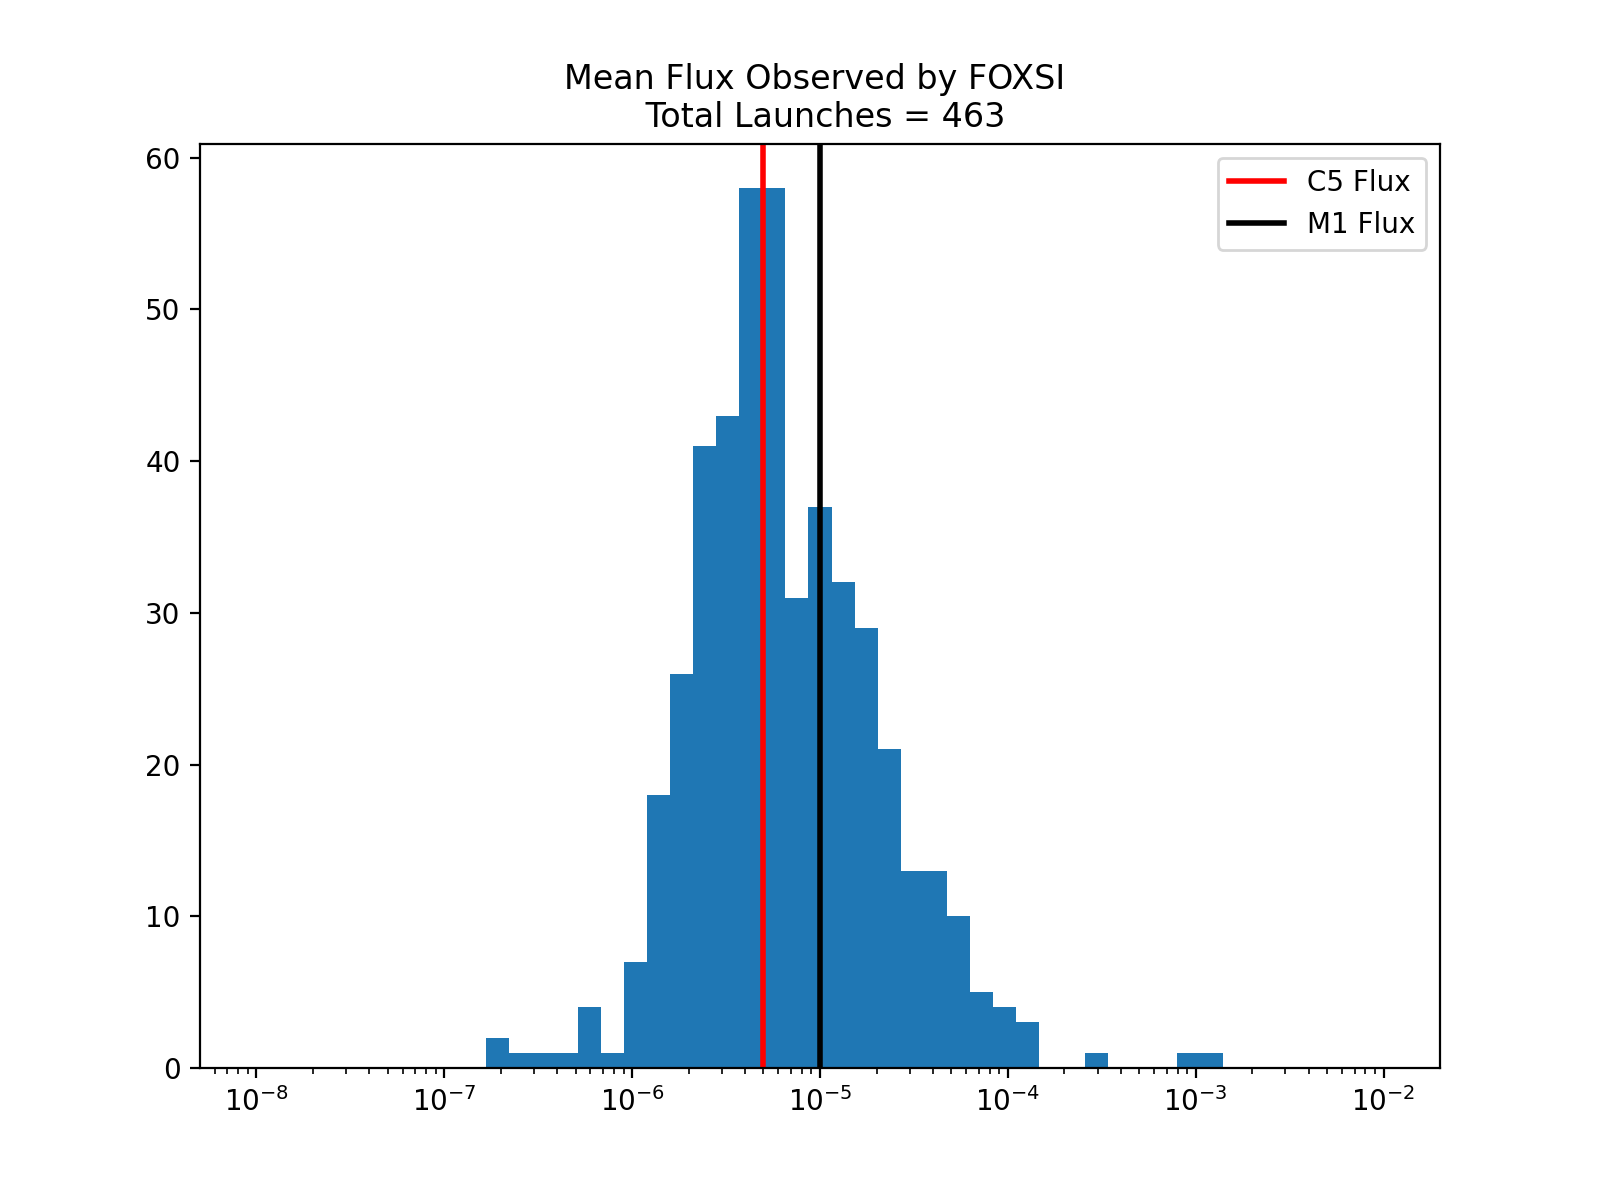 Mean Flux Observed by FOXSI
Total Launches = 463
C5 Flux
M1 Flux
60
50
40
30
20
10
0
10⁻⁸ 10⁻⁷ 10⁻⁶ 10⁻⁵ 10⁻⁴ 10⁻³ 10⁻²